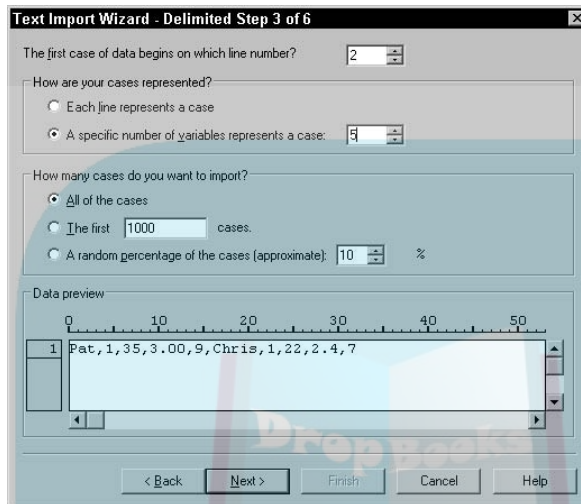 Text Import Wizard - Delimited Step 3 of 6
The first case of data begins on which line number? 2
How are your cases represented?
Each line represents a case
A specific number of variables represents a case: 5
How many cases do you want to import?
All of the cases
The first 1000 cases.
A random percentage of the cases (approximate): 10 %
Data preview
0 10 20 30 40 50
1 Pat,1,35,3.00,9,Chris,1,22,2.4,7
DropBooks
< Back Next > Finish Cancel Help